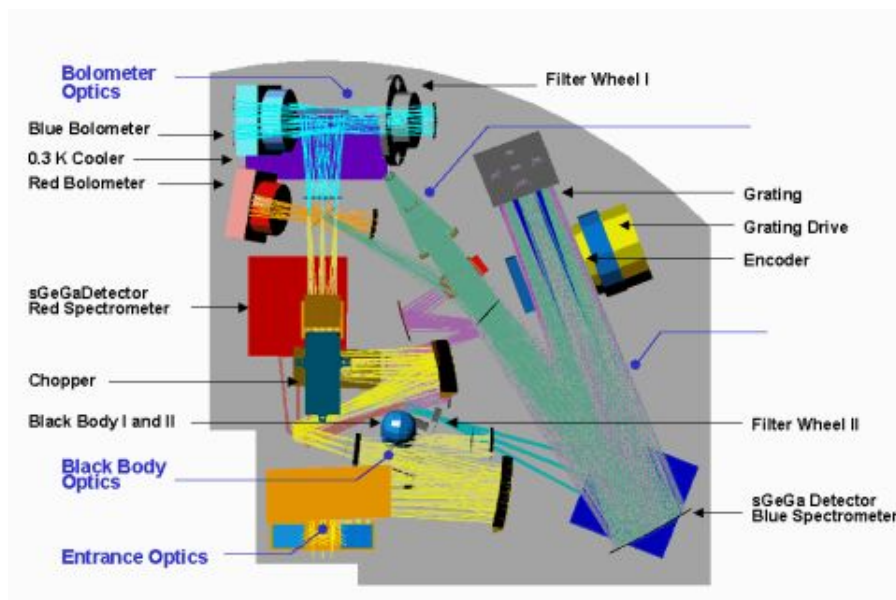 Bolometer
Optics
Filter Wheel I
Blue Bolometer
0.3 K Cooler
Red Bolometer
Grating
Grating Drive
Encoder
sGeGaDetector
Red Spectrometer
Chopper
Black Body I and II
Filter Wheel II
Black Body
Optics
sGeGa Detector
Blue Spectrometer
Entrance Optics